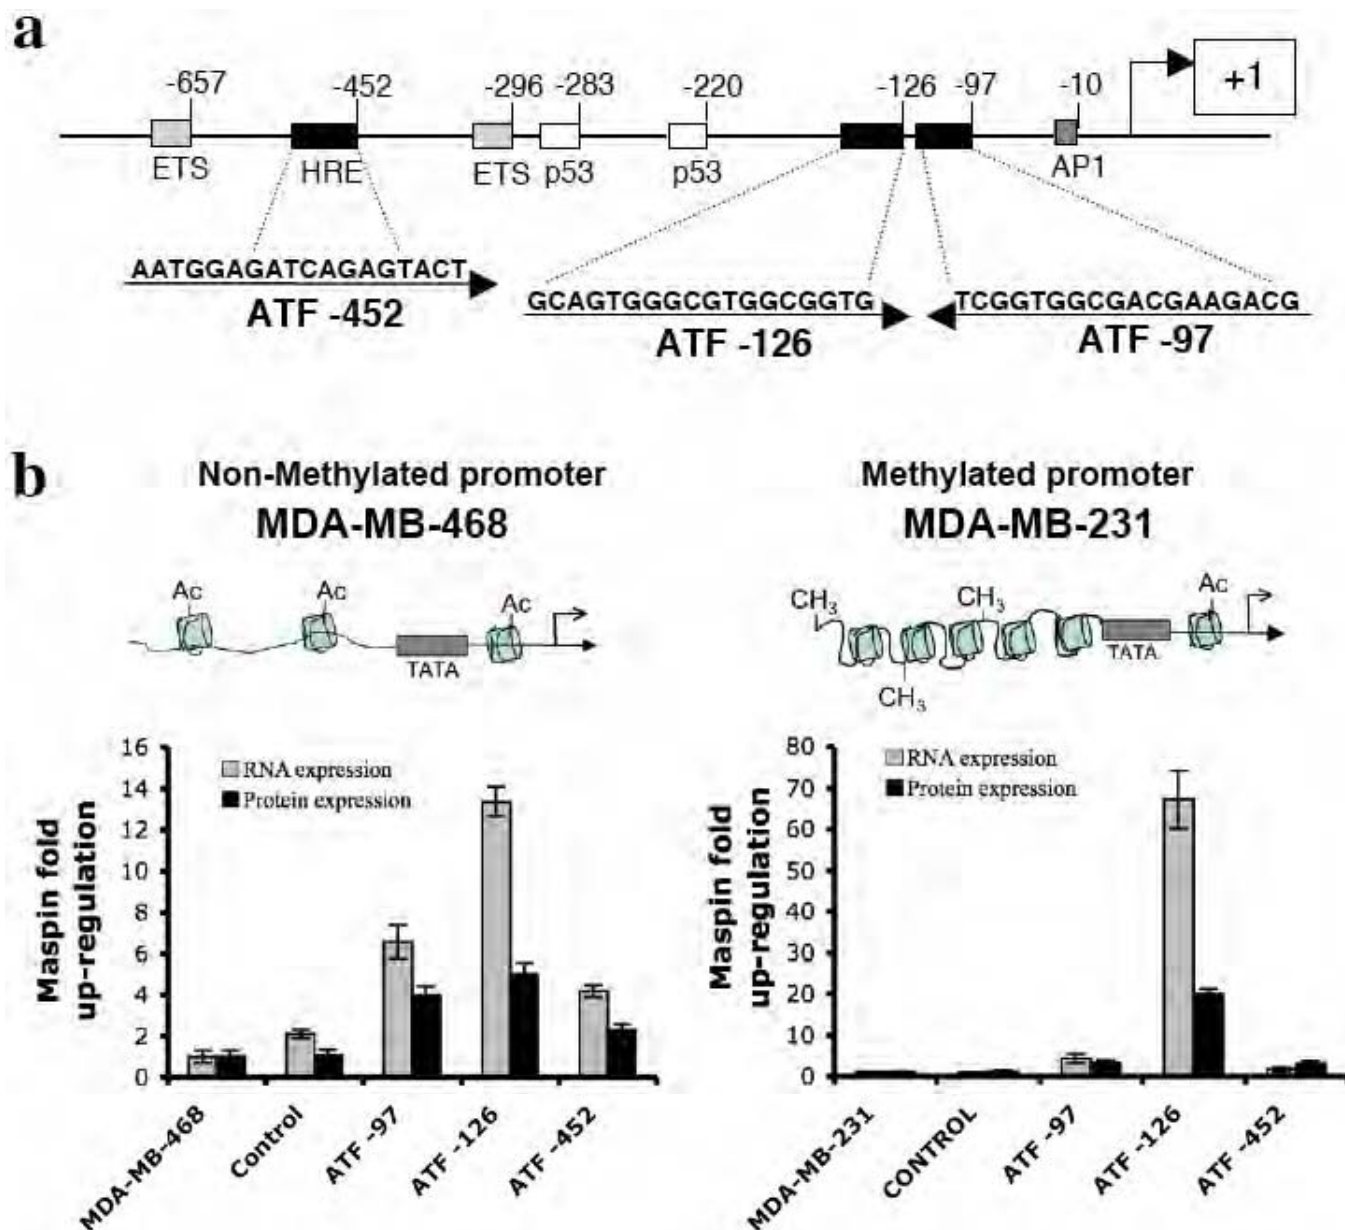 a
-657 -452 -296 -283 -220 -126 -97 -10 +1
ETS HRE ETS p53 p53 AP1
AATGGAGATCAGAGTACT
ATF -452
GCAGTGGGCGTGGCGGTG
ATF -126
TCGGTGGCGACGAAGACG
ATF -97
b
Non-Methylated promoter
MDA-MB-468
Ac Ac Ac
TATA
Maspin fold
up-regulation
16
14
12
10
8
6
4
2
0
RNA expression
Protein expression
MDA-MB-468
Control
ATF -97
ATF -126
ATF -452
Methylated promoter
MDA-MB-231
CH3 CH3 Ac
TATA
CH3
Maspin fold
up-regulation
80
70
60
50
40
30
20
10
0
RNA expression
Protein expression
MDA-MB-231
CONTROL
ATF -97
ATF -126
ATF -452